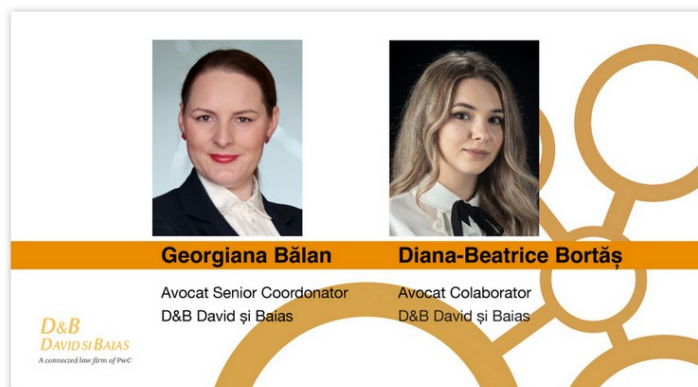 Georgiana Bălan
Avocat Senior Coordonator
D&B David și Baias
Diana-Beatrice Bortăș
Avocat Colaborator
D&B David și Baias
D&B
DAVID SI BAIAS
A connected law firm of PwC